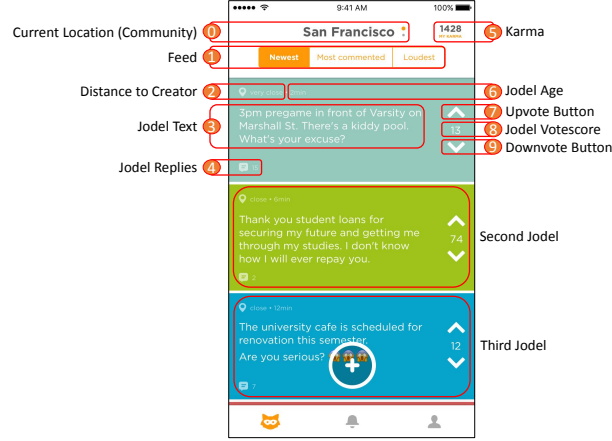 9:41 AM
100%
Current Location (Community) 0
San Francisco
1428
MY KARMA
5 Karma
Feed 1
Newest
Most commented
Loudest
Distance to Creator 2
very close
6 Jodel Age
Jodel Text 3
3pm pregame in front of Varsity on
Marshall St. There's a kiddy pool.
What's your excuse?
7 Upvote Button
13
8 Jodel Votescore
9 Downvote Button
Jodel Replies 4
close • 6min
Thank you student loans for
securing my future and getting me
through my studies. I don't know
how I will ever repay you.
74
Second Jodel
2
close • 12min
The university cafe is scheduled for
renovation this semester.
Are you serious? 😱😱😱
12
Third Jodel
7